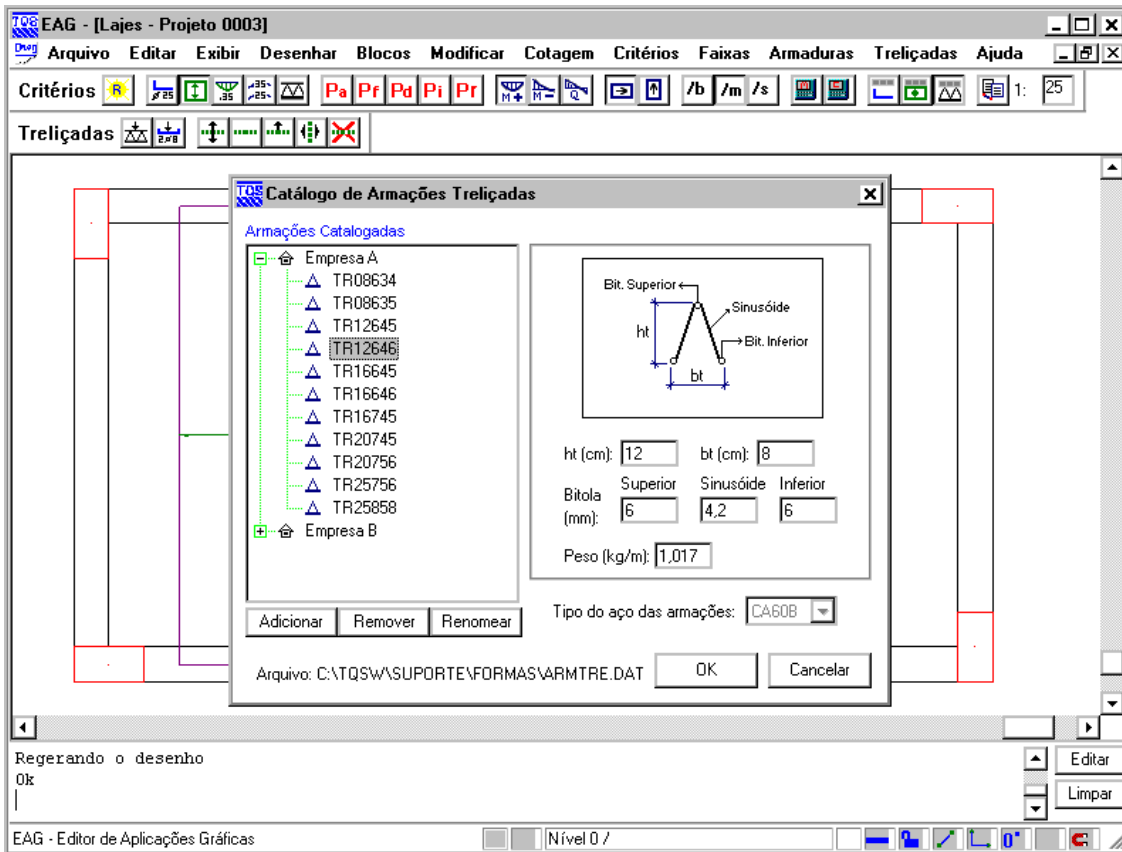 TQS EAG - [Lajes - Projeto 0003]
Arquivo Editar Exibir Desenhar Blocos Modificar Cotagem Critérios Faixas Armaduras Treliçadas Ajuda
Critérios R Pa Pf Pd Pi Pr M+ M- Q /b /m /s 1: 25
Treliçadas
TQS Catálogo de Armações Treliçadas
Armações Catalogadas
Empresa A
TR08634
TR08635
TR12645
TR12646
TR16645
TR16646
TR16745
TR20745
TR20756
TR25756
TR25858
Empresa B
Adicionar Remover Renomear
Bit. Superior
Sinusóide
ht
Bit. Inferior
bt
ht (cm): 12 bt (cm): 8
Superior Sinusóide Inferior
Bitola (mm): 6 4,2 6
Peso (kg/m): 1,017
Tipo do aço das armações: CA60B
Arquivo: C:\TQSW\SUPORTE\FORMAS\ARMTRE.DAT OK Cancelar
Regerando o desenho
Ok
Editar
Limpar
EAG - Editor de Aplicações Gráficas Nível 0 / 0°